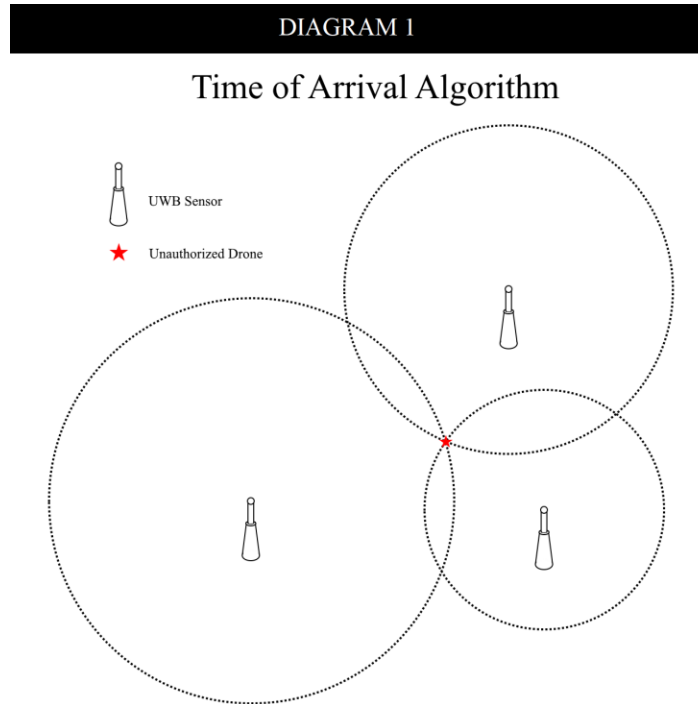 DIAGRAM 1
Time of Arrival Algorithm
UWB Sensor
Unauthorized Drone